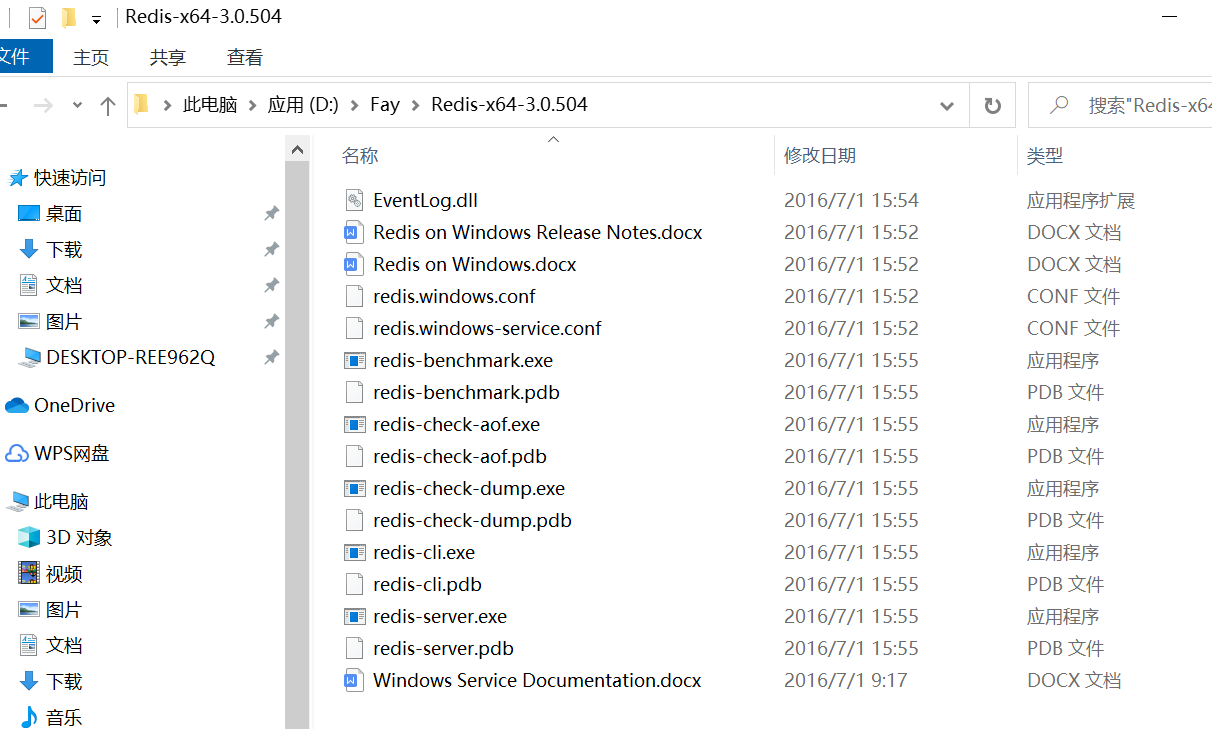 Redis-x64-3.0.504
文件 主页 共享 查看
此电脑 应用 (D:) Fay Redis-x64-3.0.504 搜索"Redis-x64
名称 修改日期 类型
快速访问
桌面
下载
文档
图片
DESKTOP-REE962Q
OneDrive
WPS网盘
此电脑
3D 对象
视频
图片
文档
下载
音乐
EventLog.dll 2016/7/1 15:54 应用程序扩展
Redis on Windows Release Notes.docx 2016/7/1 15:52 DOCX 文档
Redis on Windows.docx 2016/7/1 15:52 DOCX 文档
redis.windows.conf 2016/7/1 15:52 CONF 文件
redis.windows-service.conf 2016/7/1 15:52 CONF 文件
redis-benchmark.exe 2016/7/1 15:55 应用程序
redis-benchmark.pdb 2016/7/1 15:55 PDB 文件
redis-check-aof.exe 2016/7/1 15:55 应用程序
redis-check-aof.pdb 2016/7/1 15:55 PDB 文件
redis-check-dump.exe 2016/7/1 15:55 应用程序
redis-check-dump.pdb 2016/7/1 15:55 PDB 文件
redis-cli.exe 2016/7/1 15:55 应用程序
redis-cli.pdb 2016/7/1 15:55 PDB 文件
redis-server.exe 2016/7/1 15:55 应用程序
redis-server.pdb 2016/7/1 15:55 PDB 文件
Windows Service Documentation.docx 2016/7/1 9:17 DOCX 文档